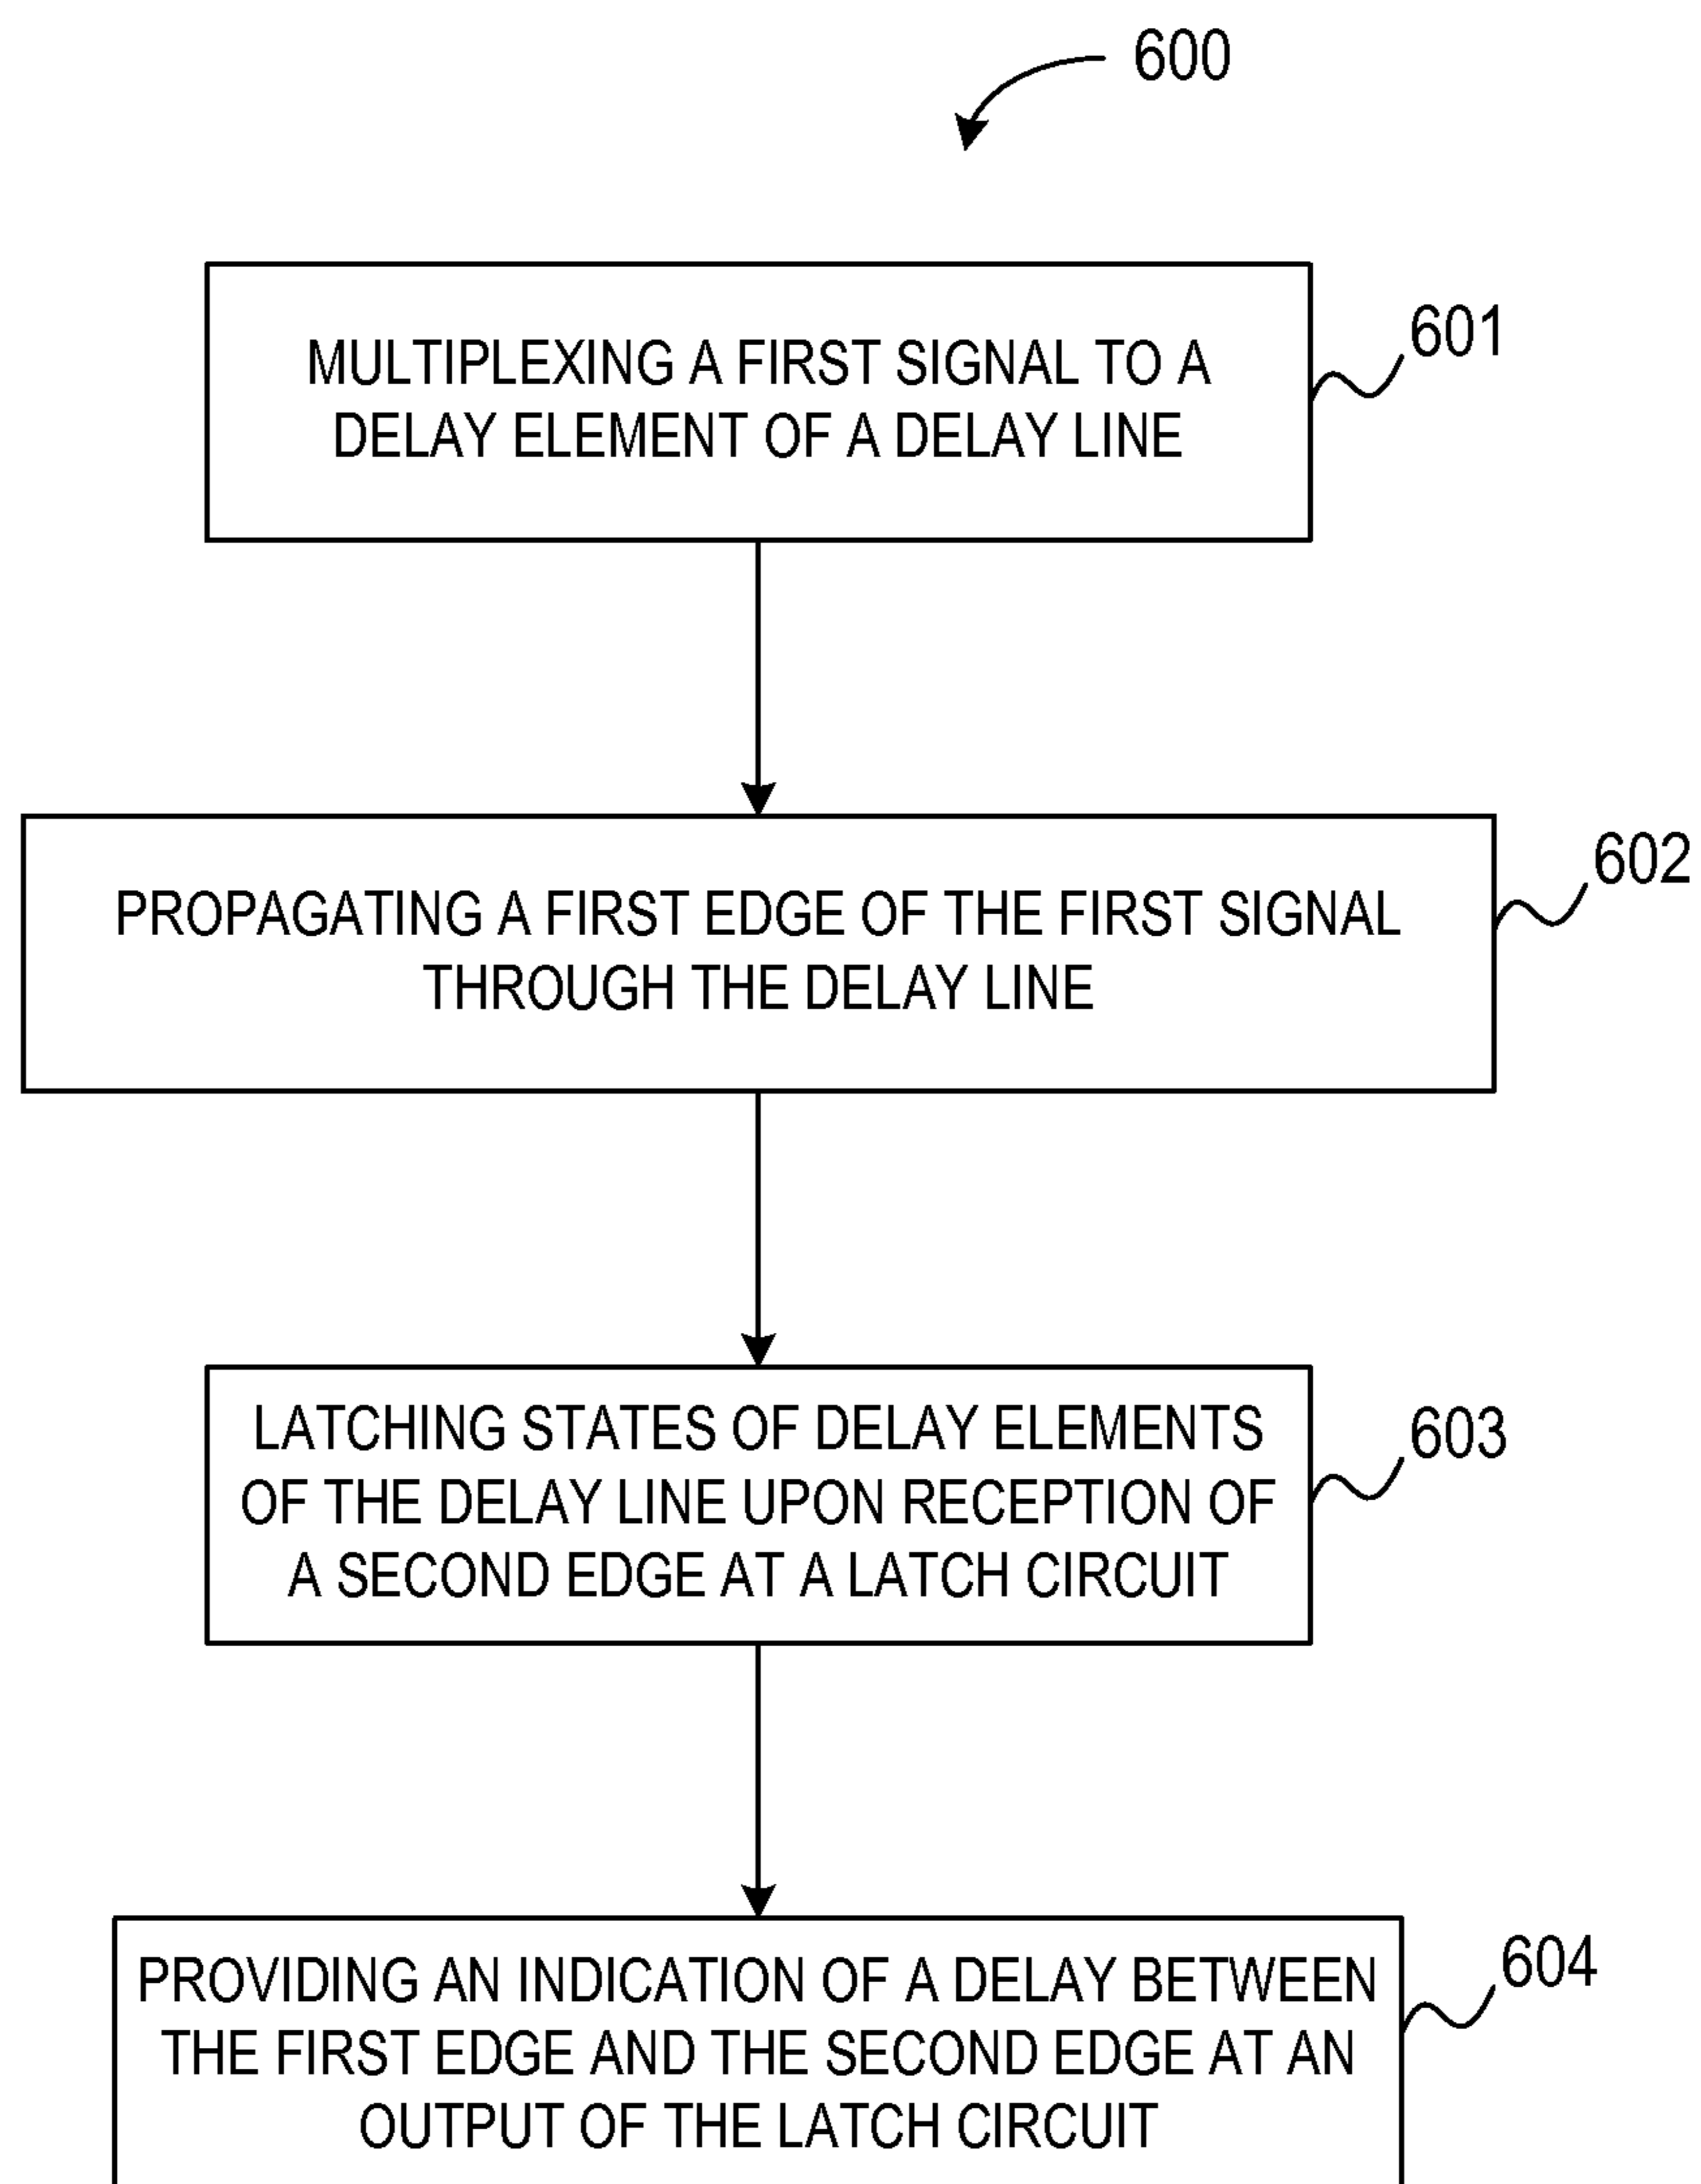 600
601
MULTIPLEXING A FIRST SIGNAL TO A
DELAY ELEMENT OF A DELAY LINE
602
PROPAGATING A FIRST EDGE OF THE FIRST SIGNAL
THROUGH THE DELAY LINE
603
LATCHING STATES OF DELAY ELEMENTS
OF THE DELAY LINE UPON RECEPTION OF
A SECOND EDGE AT A LATCH CIRCUIT
604
PROVIDING AN INDICATION OF A DELAY BETWEEN
THE FIRST EDGE AND THE SECOND EDGE AT AN
OUTPUT OF THE LATCH CIRCUIT